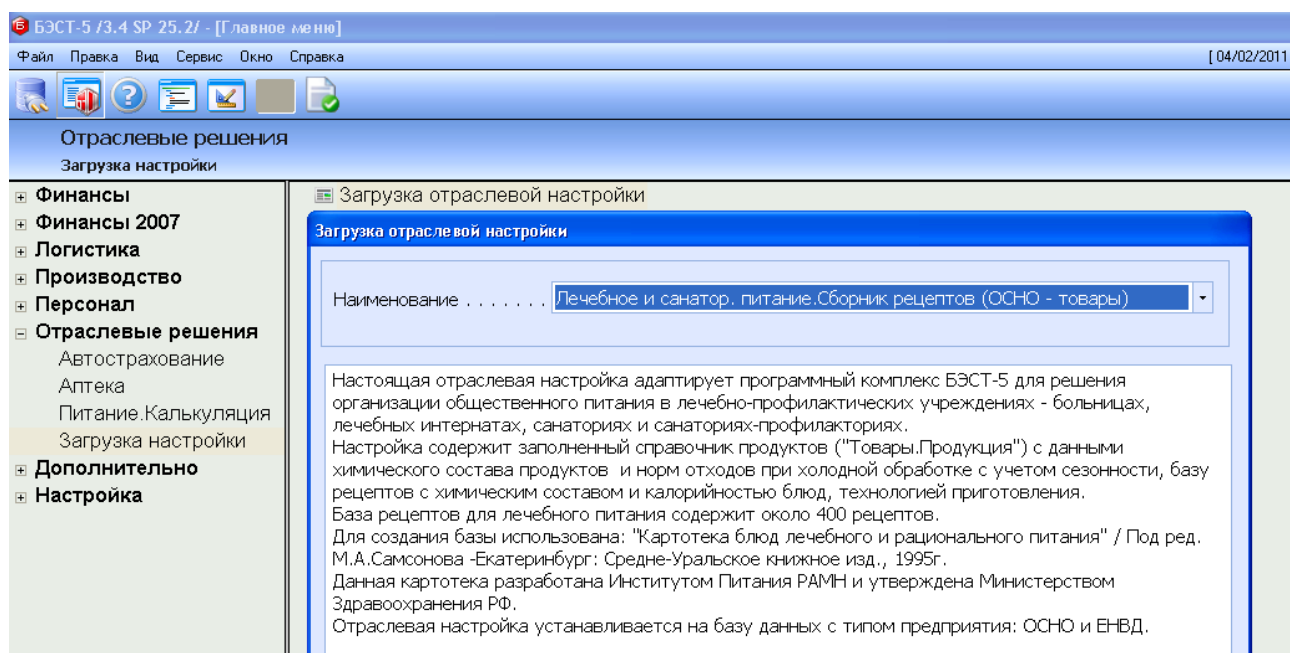 БЭСТ-5 /3.4 SP 25.2/ - [Главное меню]
Файл Правка Вид Сервис Окно Справка [ 04/02/2011
Отраслевые решения
Загрузка настройки
Финансы
Финансы 2007
Логистика
Производство
Персонал
Отраслевые решения
Автострахование
Аптека
Питание.Калькуляция
Загрузка настройки
Дополнительно
Настройка
Загрузка отраслевой настройки
Загрузка отраслевой настройки
Наименование . . . . . . . Лечебное и санатор. питание.Сборник рецептов (ОСНО - товары)
Настоящая отраслевая настройка адаптирует программный комплекс БЭСТ-5 для решения
организации общественного питания в лечебно-профилактических учреждениях - больницах,
лечебных интернатах, санаториях и санаториях-профилакториях.
Настройка содержит заполненный справочник продуктов ("Товары.Продукция") с данными
химического состава продуктов и норм отходов при холодной обработке с учетом сезонности, базу
рецептов с химическим составом и калорийностью блюд, технологией приготовления.
База рецептов для лечебного питания содержит около 400 рецептов.
Для создания базы использована: "Картотека блюд лечебного и рационального питания" / Под ред.
М.А.Самсонова -Екатеринбург: Средне-Уральское книжное изд., 1995г.
Данная картотека разработана Институтом Питания РАМН и утверждена Министерством
Здравоохранения РФ.
Отраслевая настройка устанавливается на базу данных с типом предприятия: ОСНО и ЕНВД.